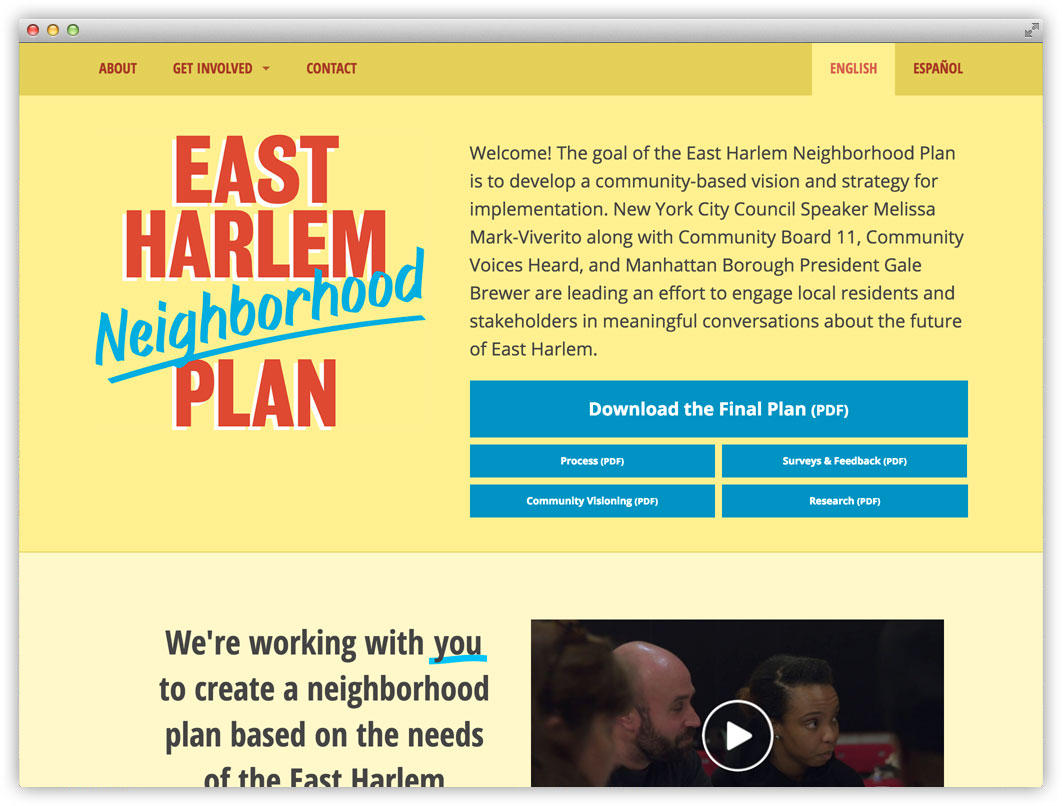 ABOUT
GET INVOLVED
CONTACT
ENGLISH
ESPAÑOL
EAST
HARLEM
Neighborhood
PLAN
Welcome! The goal of the East Harlem Neighborhood Plan
is to develop a community-based vision and strategy for
implementation. New York City Council Speaker Melissa
Mark-Viverito along with Community Board 11, Community
Voices Heard, and Manhattan Borough President Gale
Brewer are leading an effort to engage local residents and
stakeholders in meaningful conversations about the future
of East Harlem.
Download the Final Plan (PDF)
Process (PDF)
Surveys & Feedback (PDF)
Community Visioning (PDF)
Research (PDF)
We're working with you
to create a neighborhood
plan based on the needs
of the East Harlem